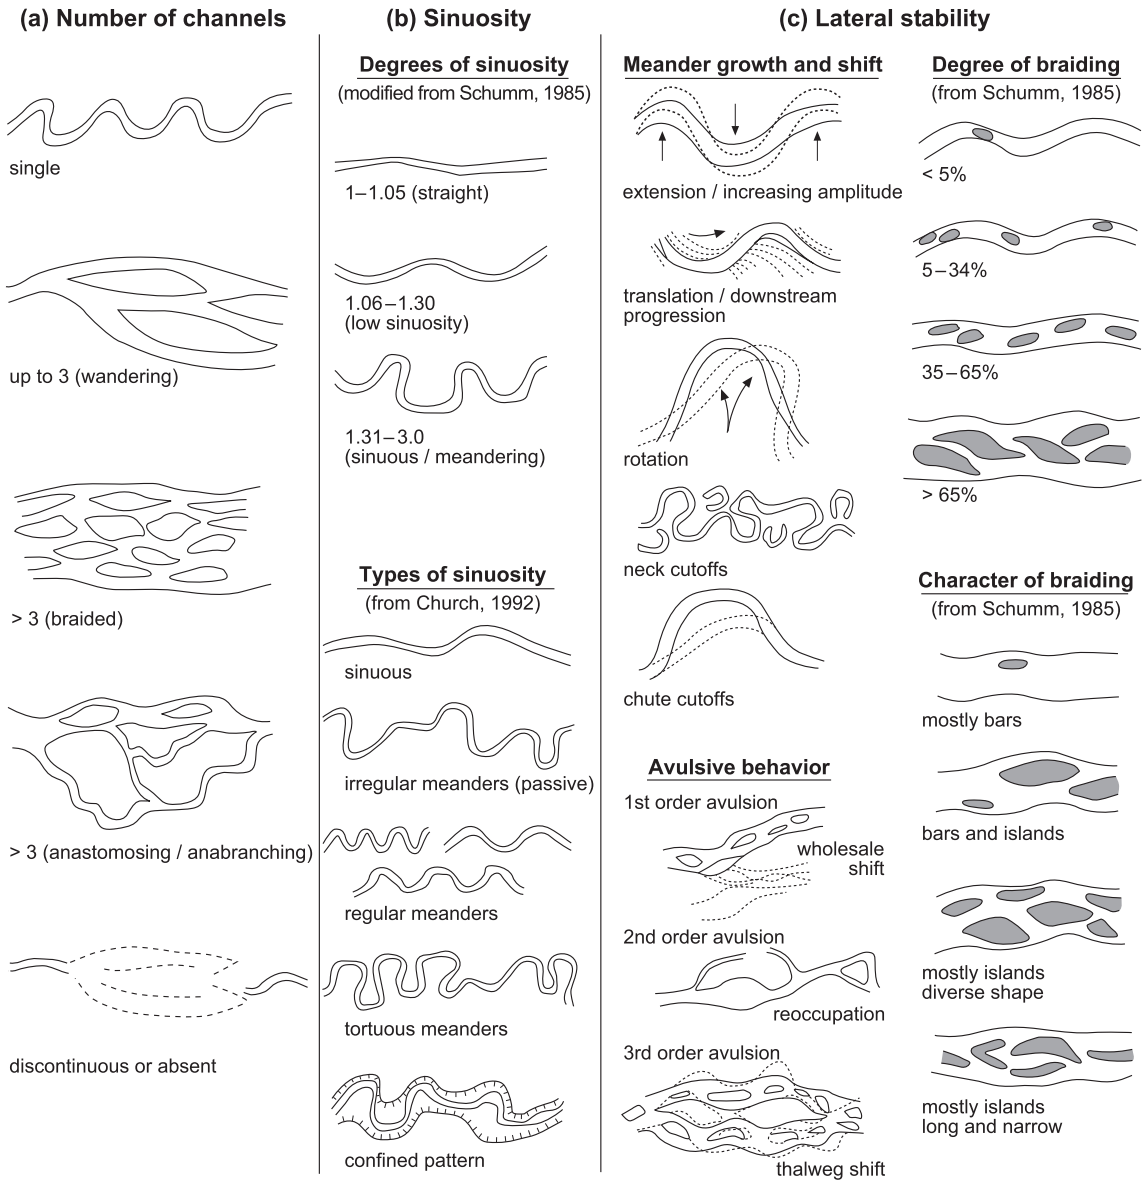 (a) Number of channels
single
up to 3 (wandering)
> 3 (braided)
> 3 (anastomosing / anabranching)
discontinuous or absent
(b) Sinuosity
Degrees of sinuosity
(modified from Schumm, 1985)
1–1.05 (straight)
1.06–1.30
(low sinuosity)
1.31–3.0
(sinuous / meandering)
Types of sinuosity
(from Church, 1992)
sinuous
irregular meanders (passive)
regular meanders
tortuous meanders
confined pattern
(c) Lateral stability
Meander growth and shift
extension / increasing amplitude
translation / downstream
progression
rotation
neck cutoffs
chute cutoffs
Avulsive behavior
1st order avulsion
wholesale
shift
2nd order avulsion
reoccupation
3rd order avulsion
thalweg shift
Degree of braiding
(from Schumm, 1985)
< 5%
5–34%
35–65%
> 65%
Character of braiding
(from Schumm, 1985)
mostly bars
bars and islands
mostly islands
diverse shape
mostly islands
long and narrow